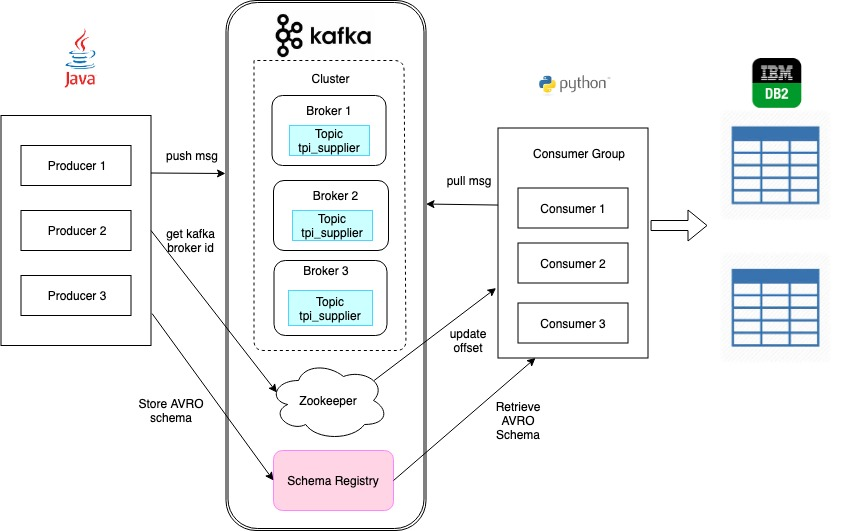 Java
kafka
Cluster
Broker 1
Topic
tpi_supplier
Broker 2
Topic
tpi_supplier
Broker 3
Topic
tpi_supplier
Zookeeper
Schema Registry
Producer 1
Producer 2
Producer 3
push msg
get kafka
broker id
Store AVRO
schema
python
Consumer Group
Consumer 1
Consumer 2
Consumer 3
pull msg
update
offset
Retrieve
AVRO
Schema
IBM
DB2